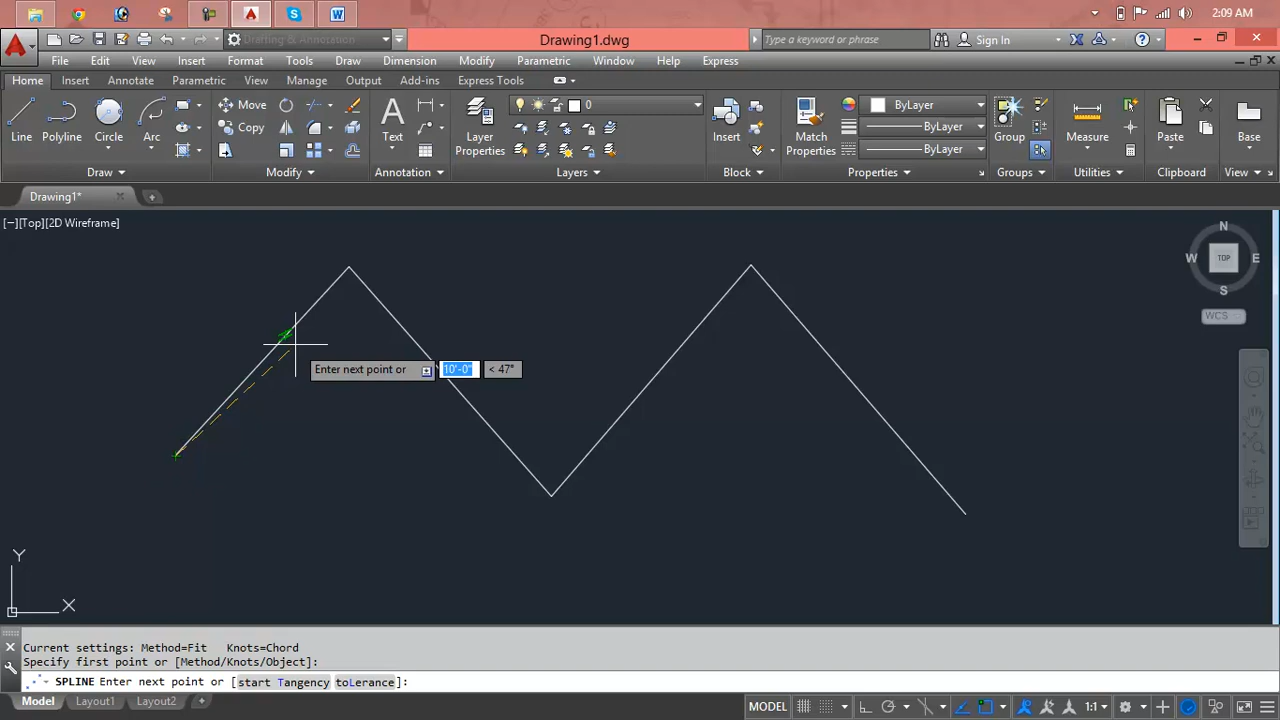 2:09 AM
Drafting & Annotation
Drawing1.dwg
Type a keyword or phrase
Sign In
File Edit View Insert Format Tools Draw Dimension Modify Parametric Window Help Express
Home Insert Annotation Parametric View Manage Output Add-ins Express Tools
Line Polyline Circle Arc
Move
Copy
Text
Layer Properties
0
Insert
Match Properties
ByLayer
ByLayer
ByLayer
Group
Measure
Paste
Base
Draw Modify Annotation Layers Block Properties Groups Utilities Clipboard View
Drawing1*
[−][Top][2D Wireframe]
N
W TOP E
S
WCS
Enter next point or 10'-0" < 47°
Y
X
Current settings: Method=Fit Knots=Chord
Specify first point or [Method/Knots/Object]:
SPLINE Enter next point or [start Tangency toLerance]:
Model Layout1 Layout2
MODEL 1:1